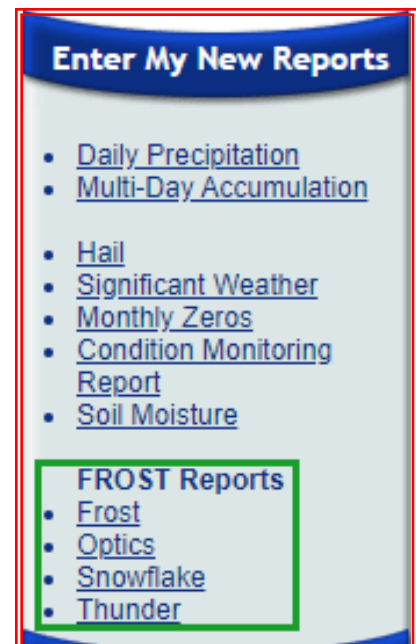 Enter My New Reports
Daily Precipitation
Multi-Day Accumulation
Hail
Significant Weather
Monthly Zeros
Condition Monitoring
Report
Soil Moisture
FROST Reports
Frost
Optics
Snowflake
Thunder